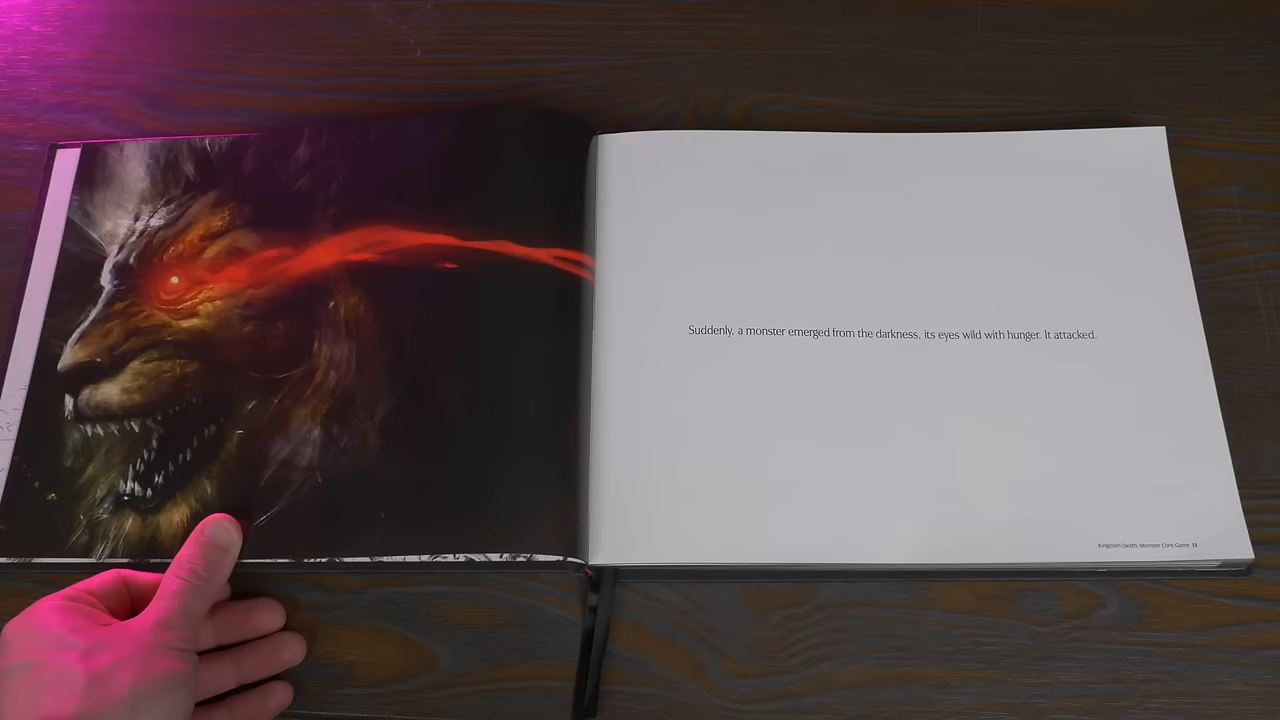 Suddenly, a monster emerged from the darkness, its eyes wild with hunger. It attacked.
Kingdom Death: Monster Core Game 11